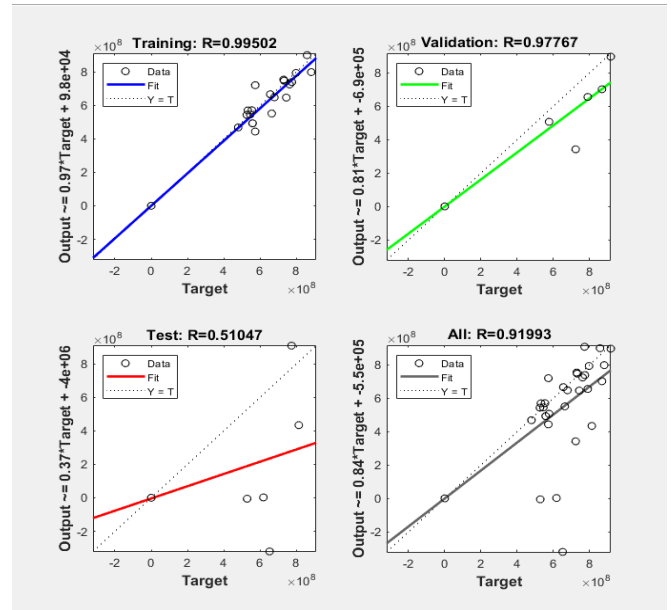 Training: R=0.99502
×10^8
Output ~= 0.97*Target + 9.8e+04
8
6
4
2
0
-2
Data
Fit
Y = T
-2 0 2 4 6 8
Target
×10^8
Validation: R=0.97767
×10^8
Output ~= 0.81*Target + -6.9e+05
8
6
4
2
0
-2
Data
Fit
Y = T
-2 0 2 4 6 8
Target
×10^8
Test: R=0.51047
×10^8
Output ~= 0.37*Target + -4e+06
8
6
4
2
0
-2
Data
Fit
Y = T
-2 0 2 4 6 8
Target
×10^8
All: R=0.91993
×10^8
Output ~= 0.84*Target + -5.5e+05
8
6
4
2
0
-2
Data
Fit
Y = T
-2 0 2 4 6 8
Target
×10^8